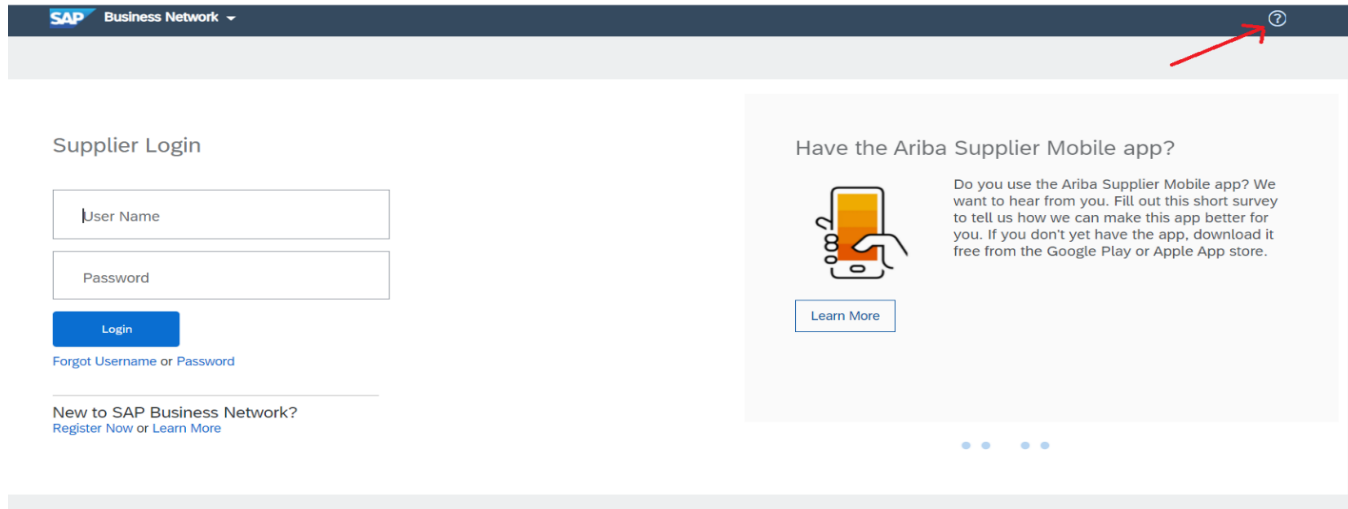 SAP Business Network
?
Supplier Login
User Name
Password
Login
Forgot Username or Password
New to SAP Business Network?
Register Now or Learn More
Have the Ariba Supplier Mobile app?
Do you use the Ariba Supplier Mobile app? We
want to hear from you. Fill out this short survey
to tell us how we can make this app better for
you. If you don't yet have the app, download it
free from the Google Play or Apple App store.
Learn More